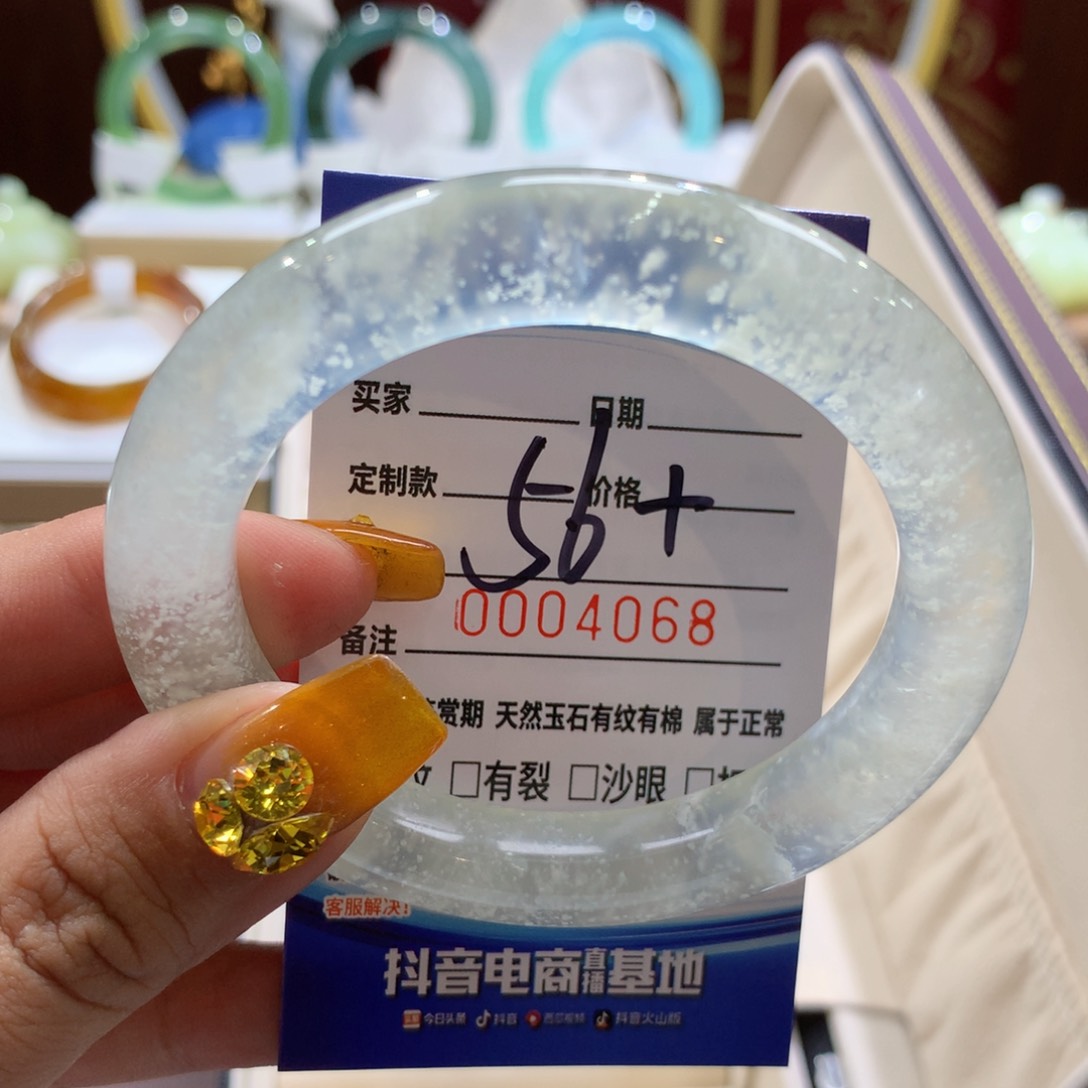 买家 日期
定制款 价格
56+
0004068
备注
赏期 天然玉石有纹有棉 属于正常
□有裂 □沙眼 □
客服解决!
抖音电商直播基地
今日头条 抖音 西瓜视频 抖音火山版